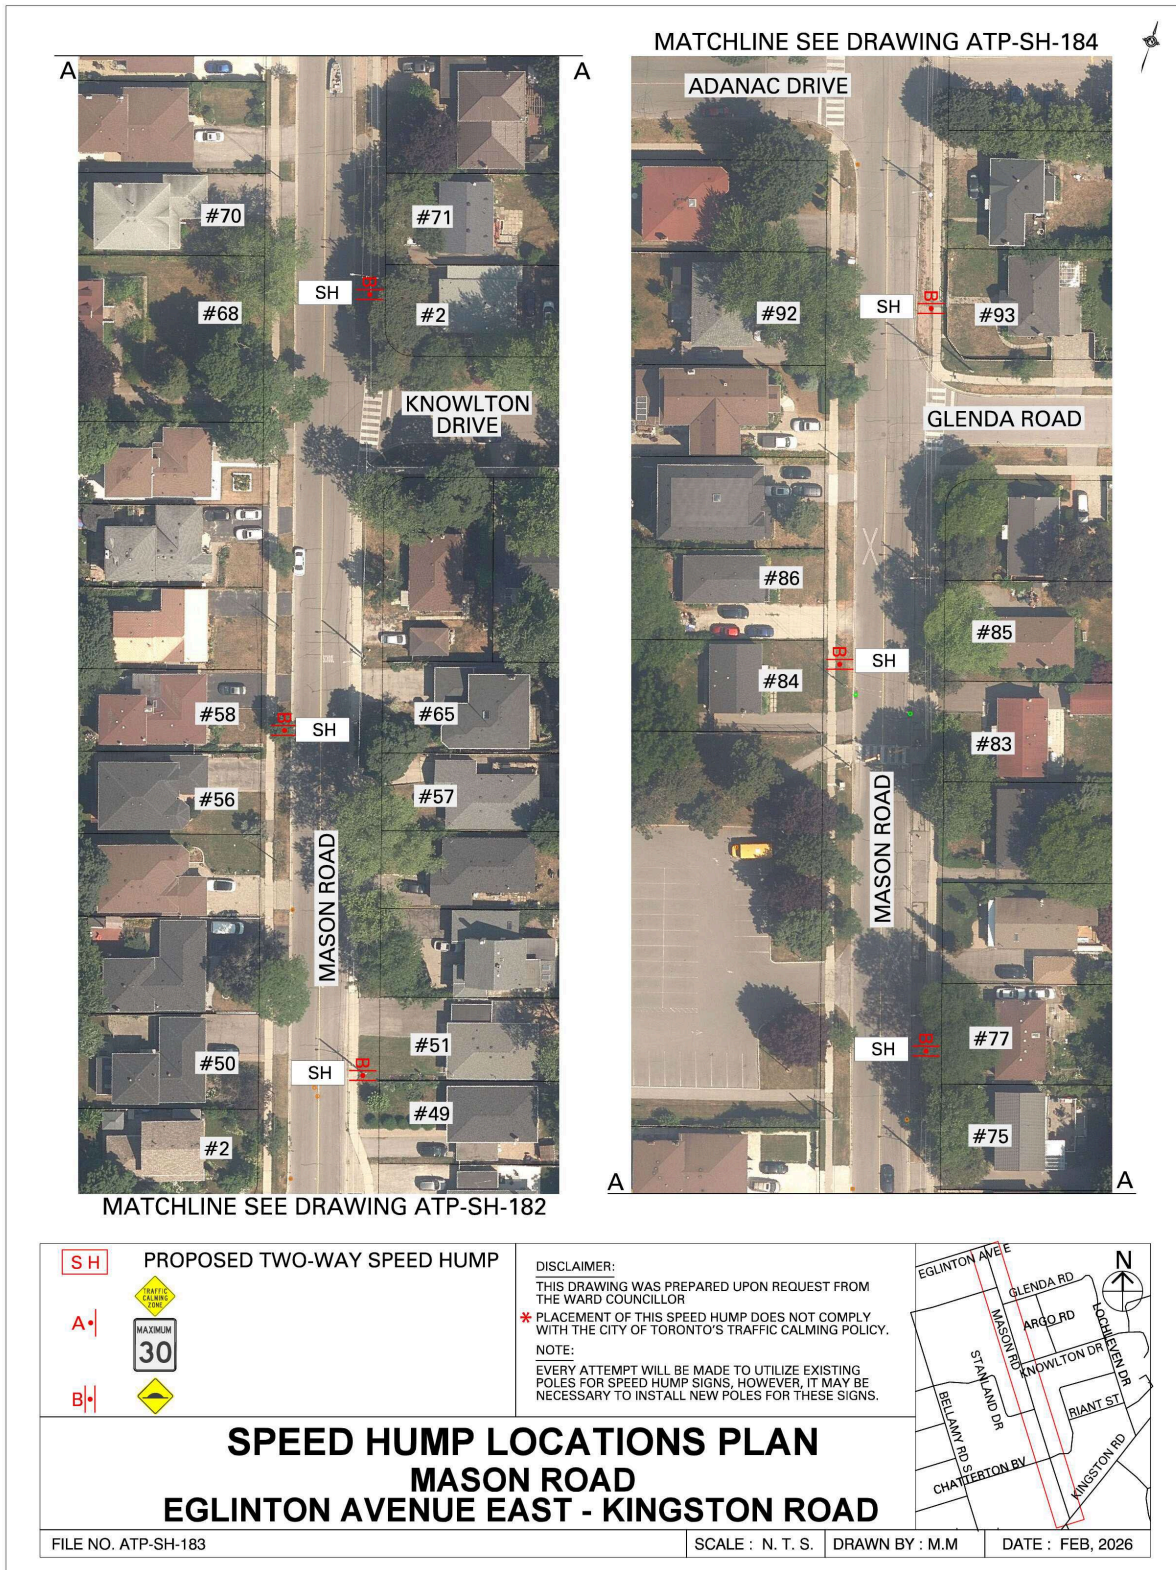 MATCHLINE SEE DRAWING ATP-SH-184
A
A
#70
#71
SH
B
#68
#2
KNOWLTON
DRIVE
#58
#65
B
SH
#56
#57
MASON ROAD
#51
#50
SH
B
#49
#2
MATCHLINE SEE DRAWING ATP-SH-182
ADANAC DRIVE
#92
SH
B
#93
GLENDA ROAD
#86
#85
B
SH
#84
#83
MASON ROAD
#77
SH
B
#75
A
A
SH
PROPOSED TWO-WAY SPEED HUMP
A
TRAFFIC
CALMING
ZONE
MAXIMUM
30
B
DISCLAIMER:
THIS DRAWING WAS PREPARED UPON REQUEST FROM
THE WARD COUNCILLOR
* PLACEMENT OF THIS SPEED HUMP DOES NOT COMPLY
WITH THE CITY OF TORONTO'S TRAFFIC CALMING POLICY.
NOTE:
EVERY ATTEMPT WILL BE MADE TO UTILIZE EXISTING
POLES FOR SPEED HUMP SIGNS, HOWEVER, IT MAY BE
NECESSARY TO INSTALL NEW POLES FOR THESE SIGNS.
EGLINTON AVE E
N
GLENDA RD
MASON RD
ARGO RD
LOCHLEVEN DR
KNOWLTON DR
STANLAND DR
RIANT ST
BELLAMY RD S
KINGSTON RD
CHATTERTON BV
SPEED HUMP LOCATIONS PLAN
MASON ROAD
EGLINTON AVENUE EAST - KINGSTON ROAD
FILE NO. ATP-SH-183
SCALE : N. T. S.
DRAWN BY : M.M
DATE : FEB, 2026